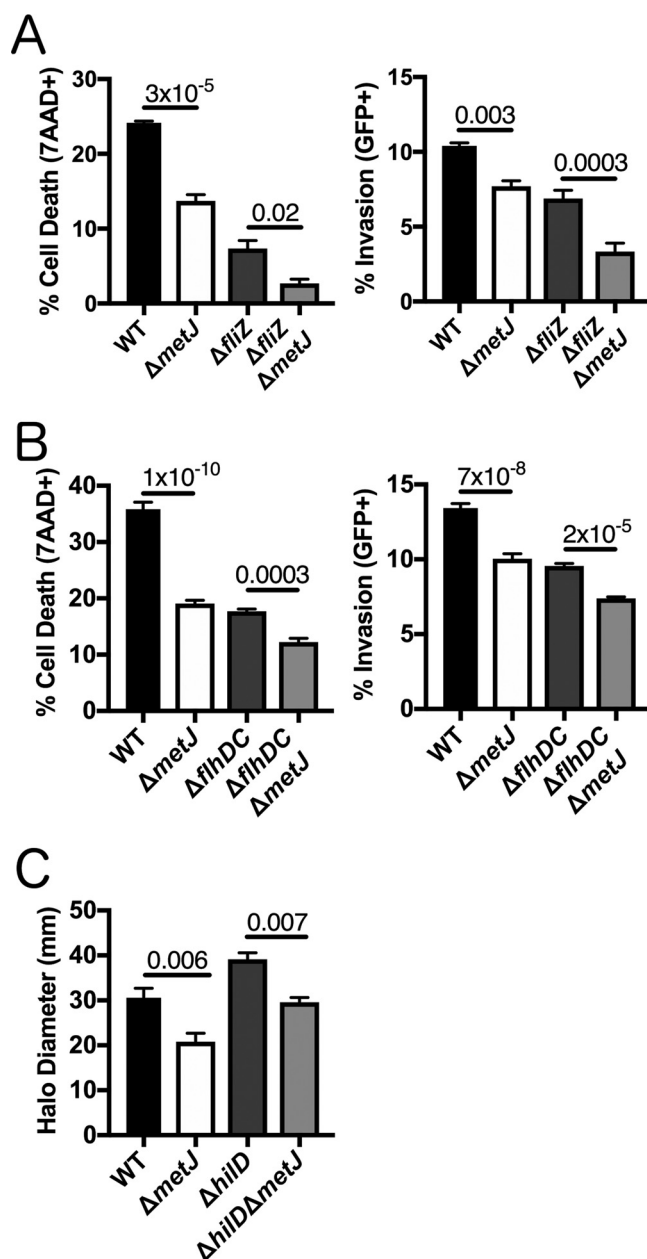 A
% Cell Death (7AAD+)
30
20
10
0
3x10⁻⁵
0.02
WT
ΔmetJ
ΔfliZ
ΔfliZ
ΔmetJ
% Invasion (GFP+)
15
10
5
0
0.003
0.0003
WT
ΔmetJ
ΔfliZ
ΔfliZ
ΔmetJ
B
% Cell Death (7AAD+)
40
30
20
10
0
1x10⁻¹⁰
0.0003
WT
ΔmetJ
ΔflhDC
ΔflhDC
ΔmetJ
% Invasion (GFP+)
15
10
5
0
7x10⁻⁸
2x10⁻⁵
WT
ΔmetJ
ΔflhDC
ΔflhDC
ΔmetJ
C
Halo Diameter (mm)
50
40
30
20
10
0
0.006
0.007
WT
ΔmetJ
ΔhilD
ΔhilDΔmetJ